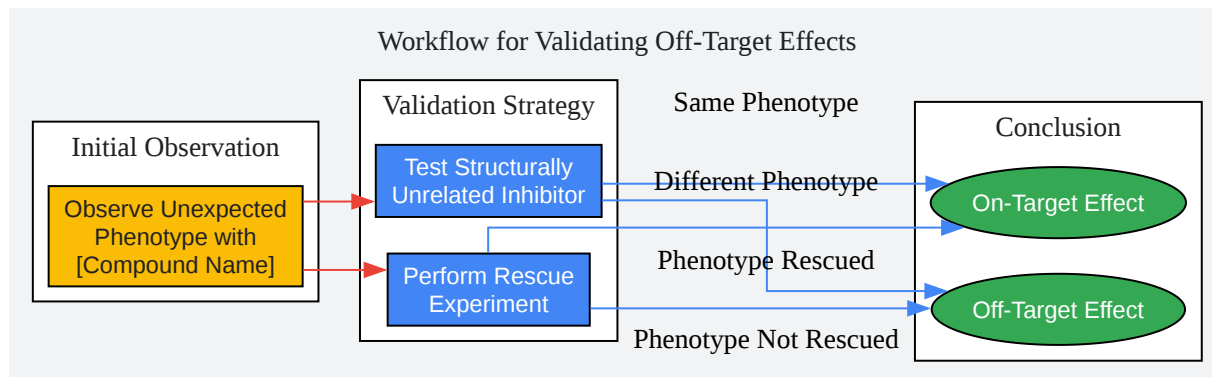 Workflow for Validating Off-Target Effects
Initial Observation
Observe Unexpected
Phenotype with
[Compound Name]
Validation Strategy
Test Structurally
Unrelated Inhibitor
Perform Rescue
Experiment
Same Phenotype
Different Phenotype
Phenotype Rescued
Phenotype Not Rescued
Conclusion
On-Target Effect
Off-Target Effect